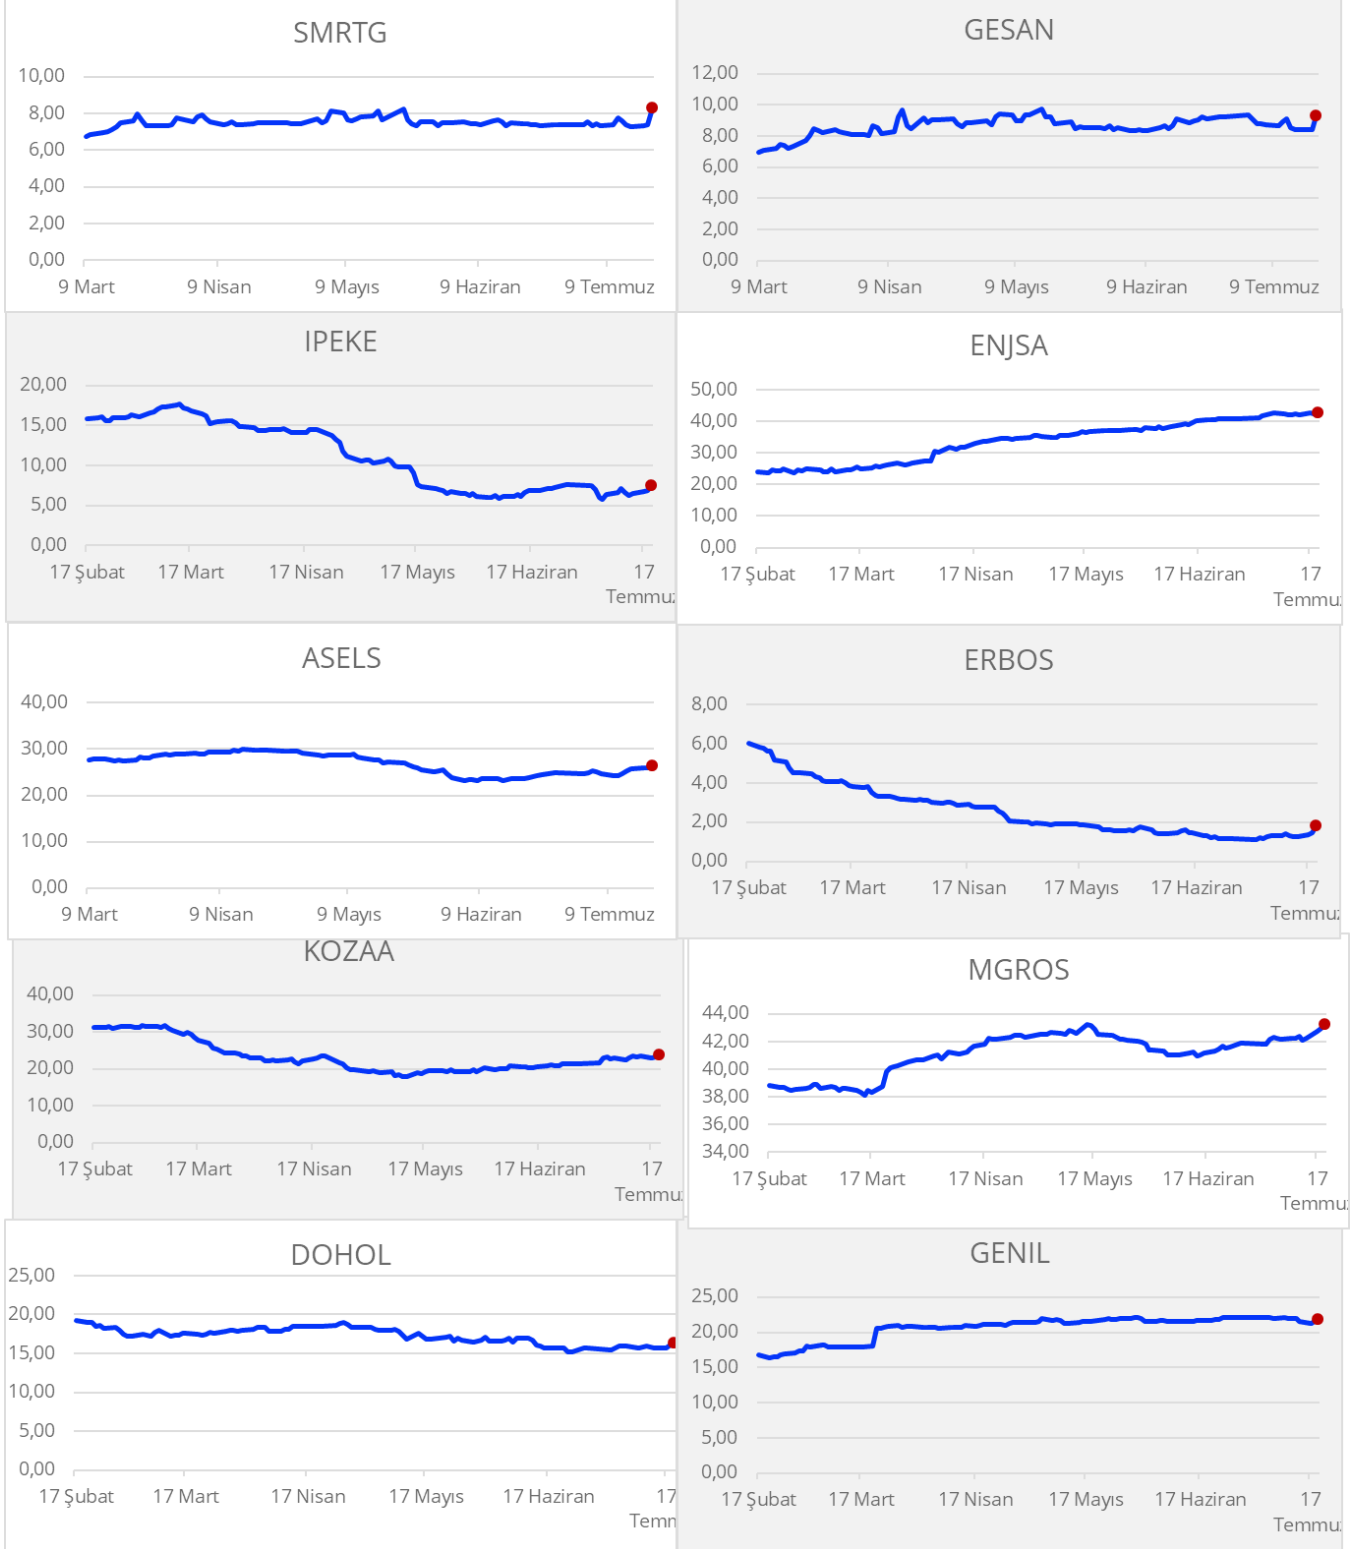 SMRTG
10,00
8,00
6,00
4,00
2,00
0,00
9 Mart 9 Nisan 9 Mayıs 9 Haziran 9 Temmuz
GESAN
12,00
10,00
8,00
6,00
4,00
2,00
0,00
9 Mart 9 Nisan 9 Mayıs 9 Haziran 9 Temmuz
IPEKE
20,00
15,00
10,00
5,00
0,00
17 Şubat 17 Mart 17 Nisan 17 Mayıs 17 Haziran 17
Temmuz
ENJSA
50,00
40,00
30,00
20,00
10,00
0,00
17 Şubat 17 Mart 17 Nisan 17 Mayıs 17 Haziran 17
Temmuz
ASELS
40,00
30,00
20,00
10,00
0,00
9 Mart 9 Nisan 9 Mayıs 9 Haziran 9 Temmuz
ERBOS
8,00
6,00
4,00
2,00
0,00
17 Şubat 17 Mart 17 Nisan 17 Mayıs 17 Haziran 17
Temmuz
KOZAA
40,00
30,00
20,00
10,00
0,00
17 Şubat 17 Mart 17 Nisan 17 Mayıs 17 Haziran 17
Temmuz
MGROS
44,00
42,00
40,00
38,00
36,00
34,00
17 Şubat 17 Mart 17 Nisan 17 Mayıs 17 Haziran 17
Temmuz
DOHOL
25,00
20,00
15,00
10,00
5,00
0,00
17 Şubat 17 Mart 17 Nisan 17 Mayıs 17 Haziran 17
Temm
GENIL
25,00
20,00
15,00
10,00
5,00
0,00
17 Şubat 17 Mart 17 Nisan 17 Mayıs 17 Haziran 17
Temmuz